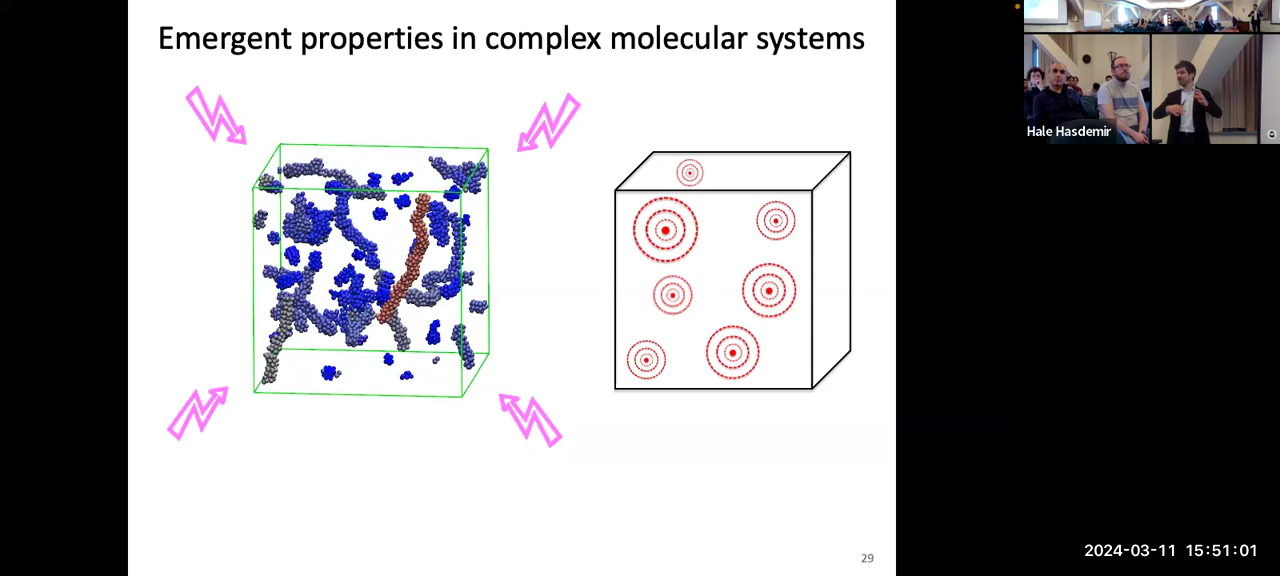 Emergent properties in complex molecular systems
Hale Hasdemir
29
2024-03-11 15:51:01